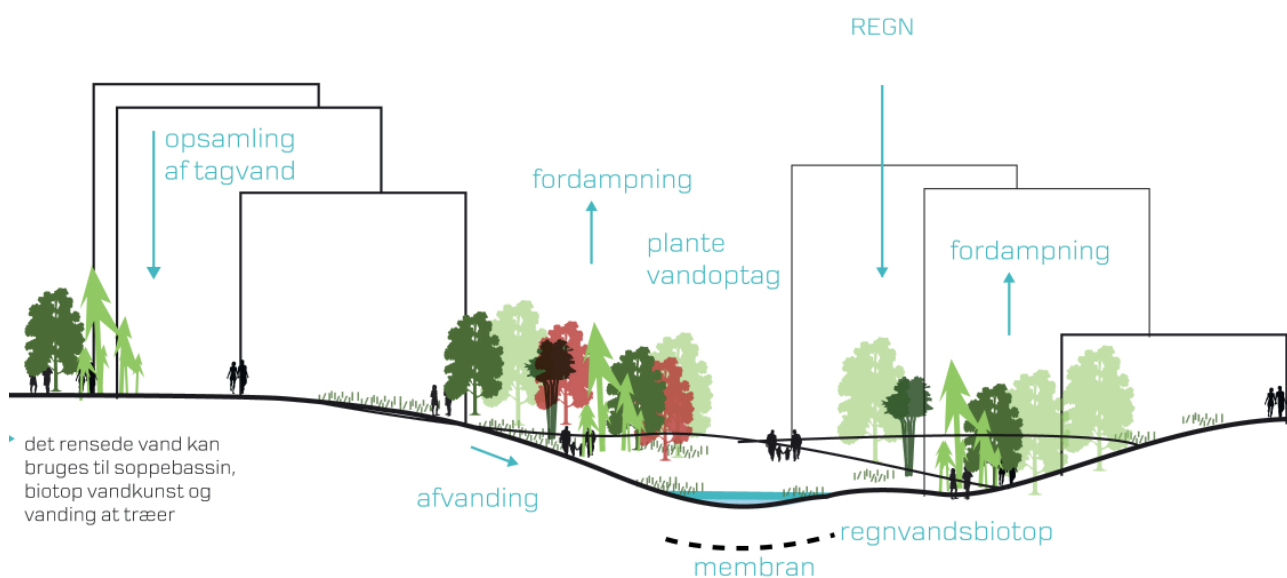 REGN
opsamling
af tagvand
fordampning
plante
vandoptag
fordampning
det rensede vand kan
bruges til soppebassin,
biotop vandkunst og
vanding at træer
afvanding
regnvandsbiotop
membran